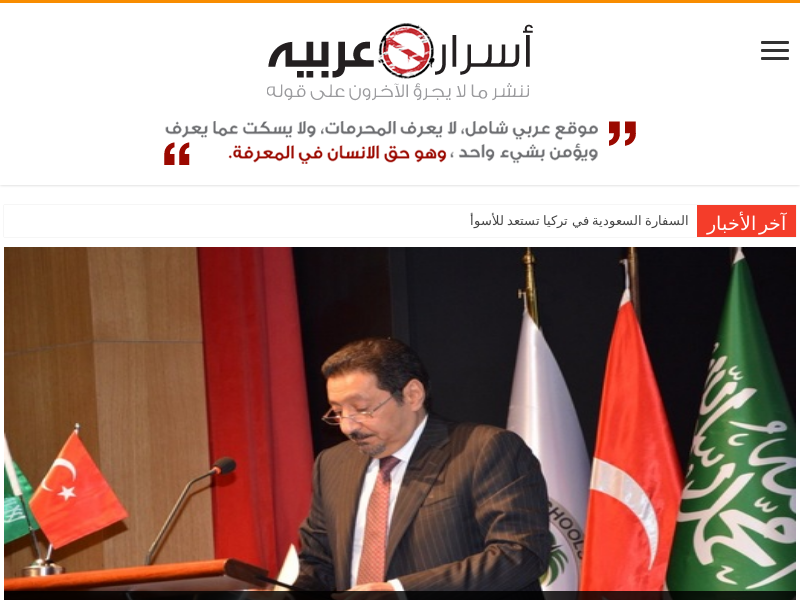 أسرار عربيه
ننشر ما لا يجرؤ الآخرون على قوله
موقع عربي شامل، لا يعرف المحرمات، ولا يسكت عما يعرف
ويؤمن بشيء واحد ، وهو حق الانسان في المعرفة.
آخر الأخبار
السفارة السعودية في تركيا تستعد للأسوأ